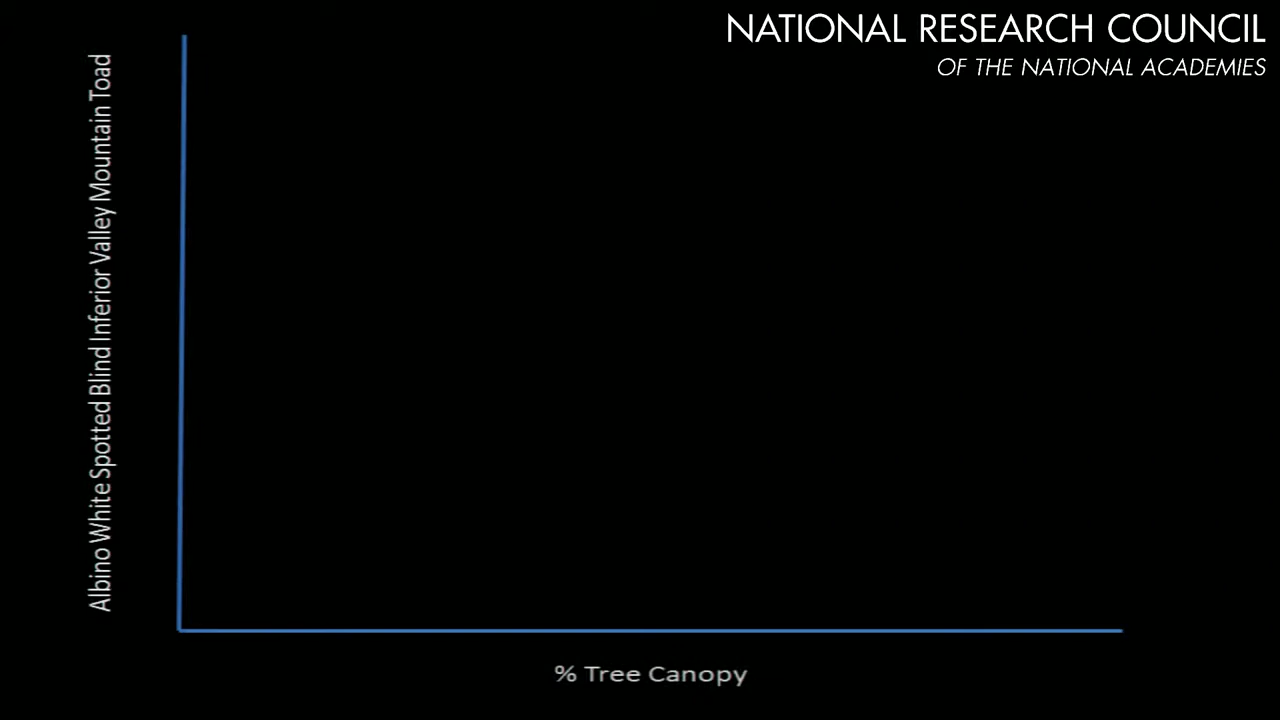 NATIONAL RESEARCH COUNCIL
OF THE NATIONAL ACADEMIES
Albino White Spotted Blind Inferior Valley Mountain Toad
% Tree Canopy